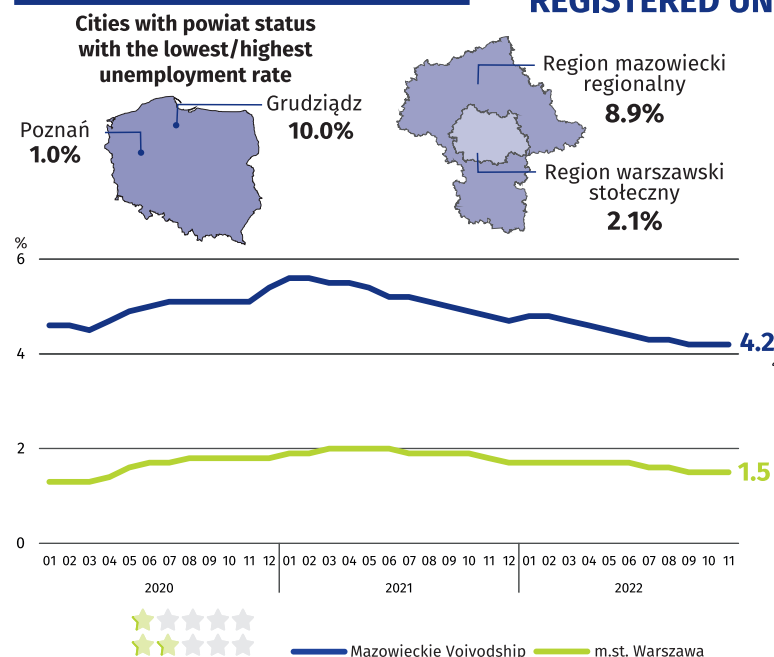 REGISTERED UN
Cities with powiat status
with the lowest/highest
unemployment rate
Grudziądz
10.0%
Poznań
1.0%
Region mazowiecki
regionalny
8.9%
Region warszawski
stołeczny
2.1%
%
6
4
2
0
4.2
1.5
01 02 03 04 05 06 07 08 09 10 11 12 01 02 03 04 05 06 07 08 09 10 11 12 01 02 03 04 05 06 07 08 09 10 11
2020 2021 2022
Mazowieckie Voivodship m.st. Warszawa